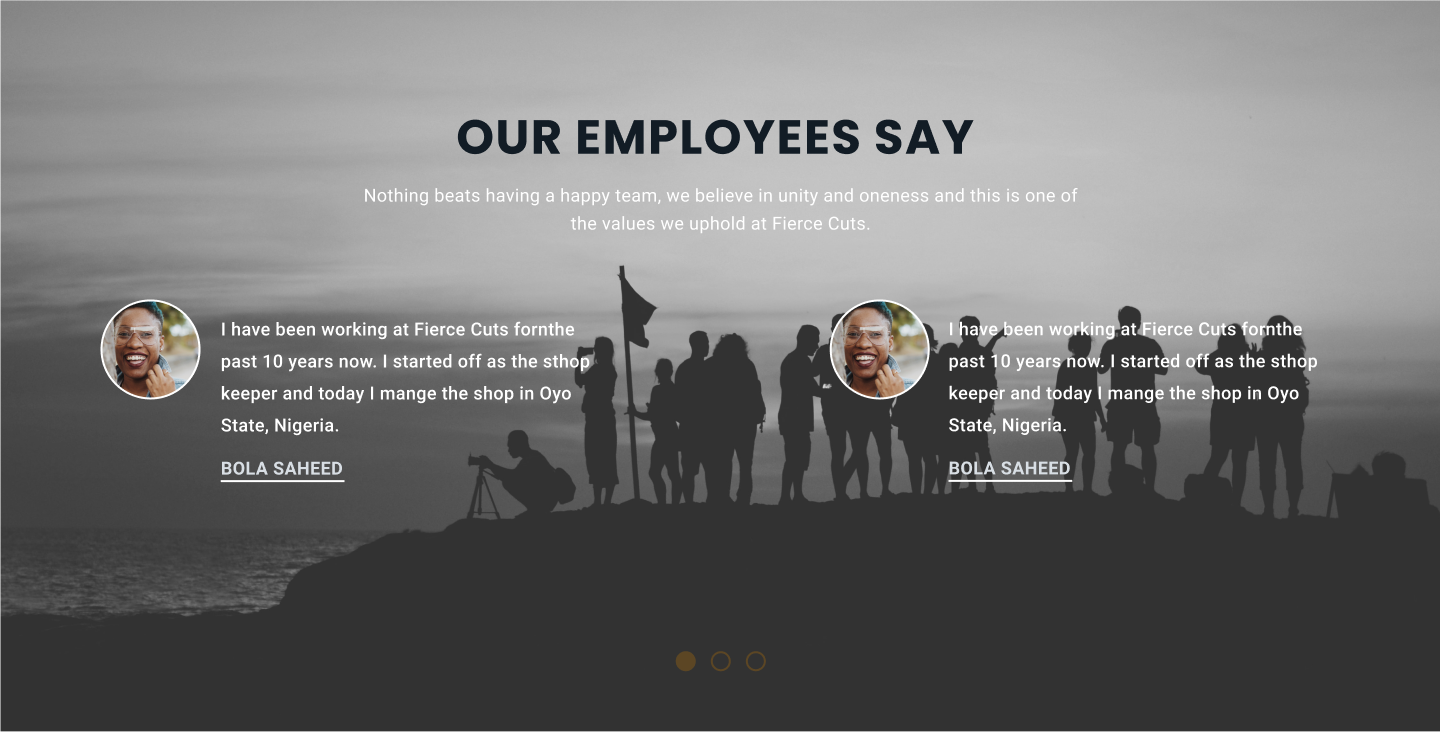 OUR EMPLOYEES SAY
Nothing beats having a happy team, we believe in unity and oneness and this is one of
the values we uphold at Fierce Cuts.
I have been working at Fierce Cuts fornthe
past 10 years now. I started off as the sthop
keeper and today I mange the shop in Oyo
State, Nigeria.
BOLA SAHEED
I have been working at Fierce Cuts fornthe
past 10 years now. I started off as the sthop
keeper and today I mange the shop in Oyo
State, Nigeria.
BOLA SAHEED